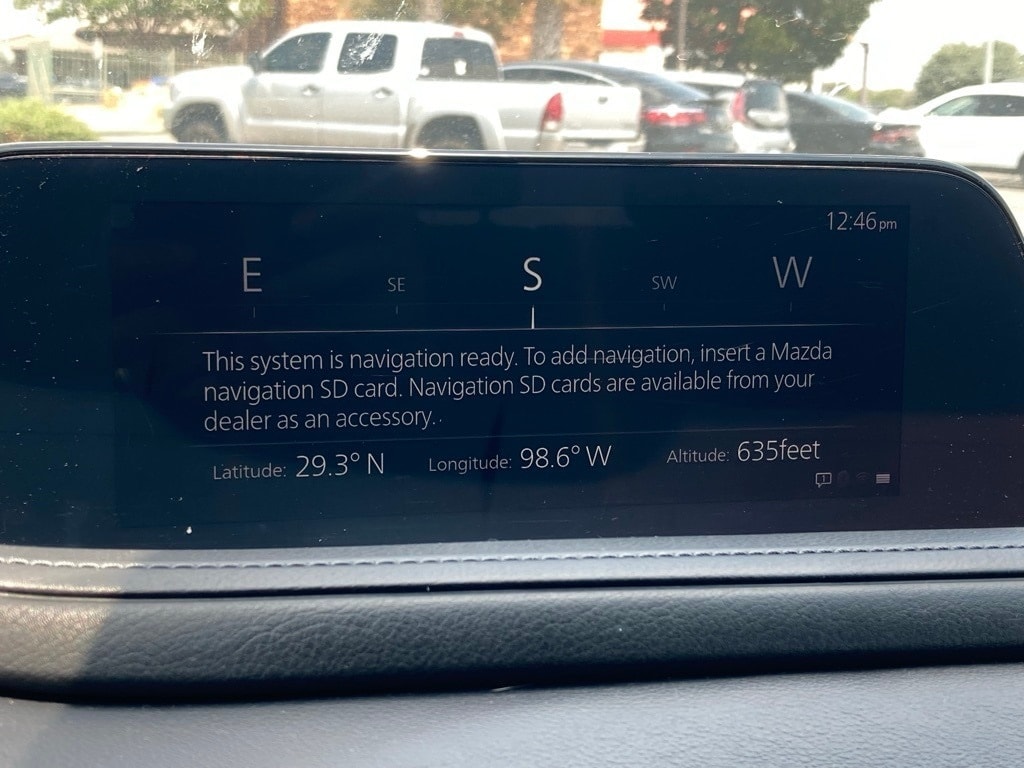 12:46pm
E SE S SW W
This system is navigation ready. To add navigation, insert a Mazda
navigation SD card. Navigation SD cards are available from your
dealer as an accessory.
Latitude: 29.3° N Longitude: 98.6° W Altitude: 635feet
1